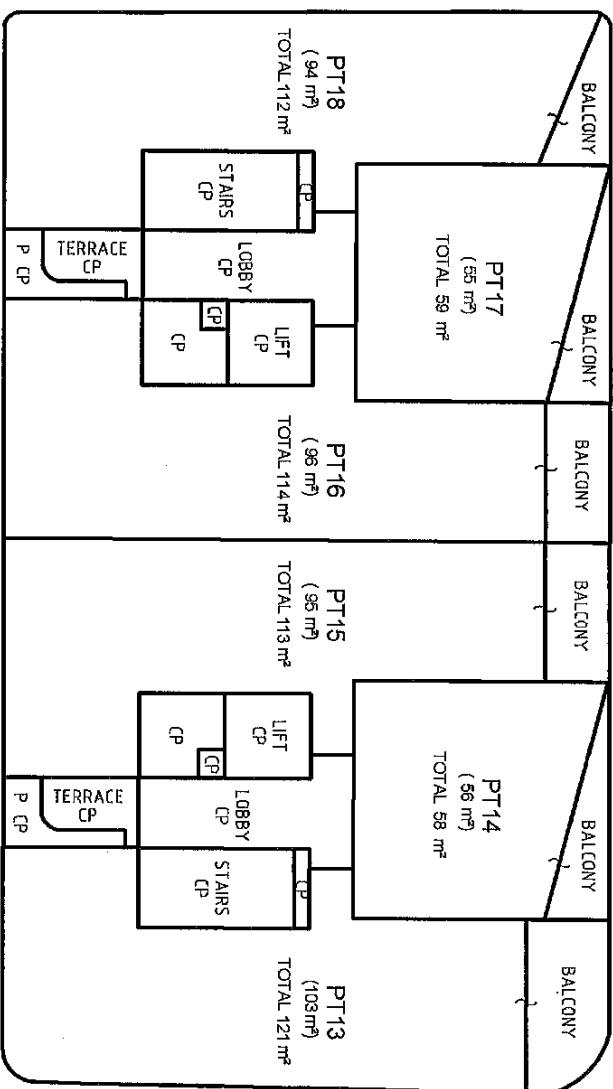 BALCONY
PT18
( 94 m²)
TOTAL 112 m²
STAIRS
CP
CP
P CP
TERRACE
CP
LOBBY
CP
PT17
( 55 m²)
TOTAL 59 m²
BALCONY
LIFT
CP
CP
CP
PT16
( 96 m²)
TOTAL 114 m²
BALCONY
PT15
( 95 m²)
TOTAL 113 m²
BALCONY
LIFT
CP
CP
CP
PT14
( 56 m²)
TOTAL 58 m²
BALCONY
P CP
TERRACE
CP
LOBBY
CP
STAIRS
CP
CP
PT13
(103 m²)
TOTAL 121 m²
BALCONY